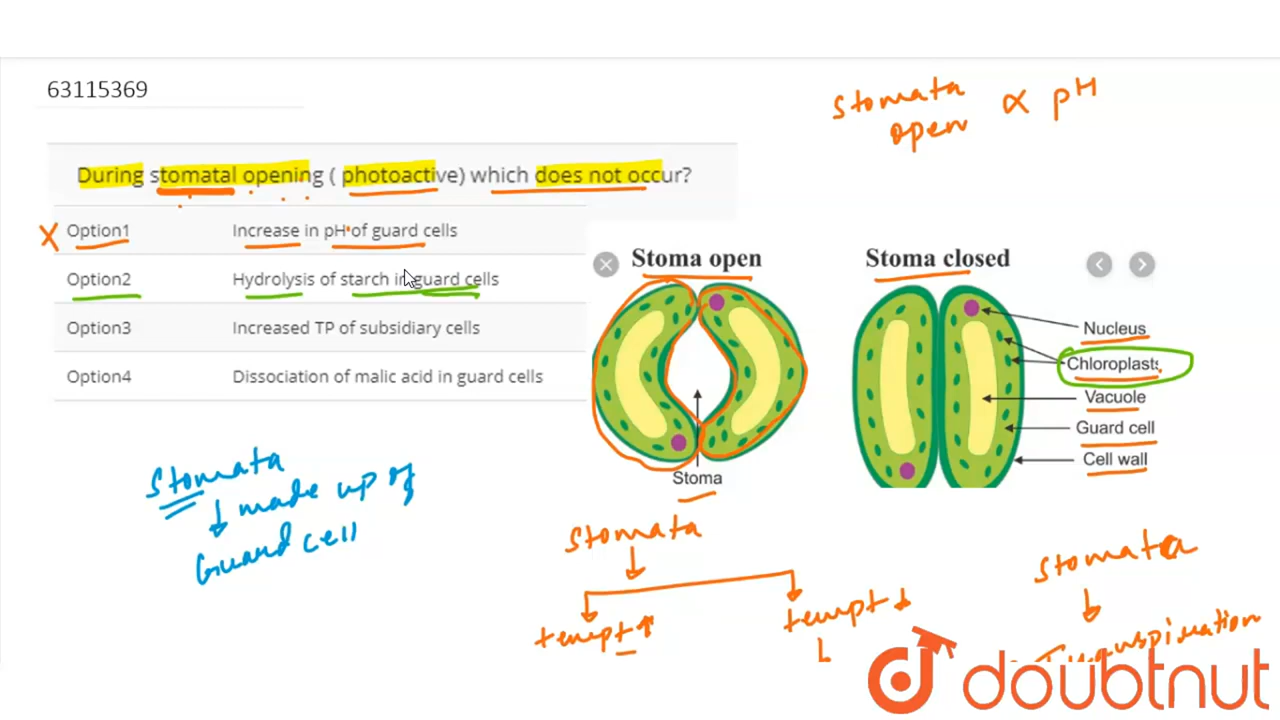 63115369
stomata
open ∝ pH
During stomatal opening ( photoactive) which does not occur?
X Option1 Increase in pH of guard cells
Option2 Hydrolysis of starch in guard cells
Option3 Increased TP of subsidiary cells
Option4 Dissociation of malic acid in guard cells
Stoma open
Stoma closed
Nucleus
Chloroplasts
Vacuole
Guard cell
Cell wall
Stoma
Stomata
↓ made up of
Guard cell
Stomata
tempt ↑
tempt ↓
stomata
↓
Transpiration
doubtnut